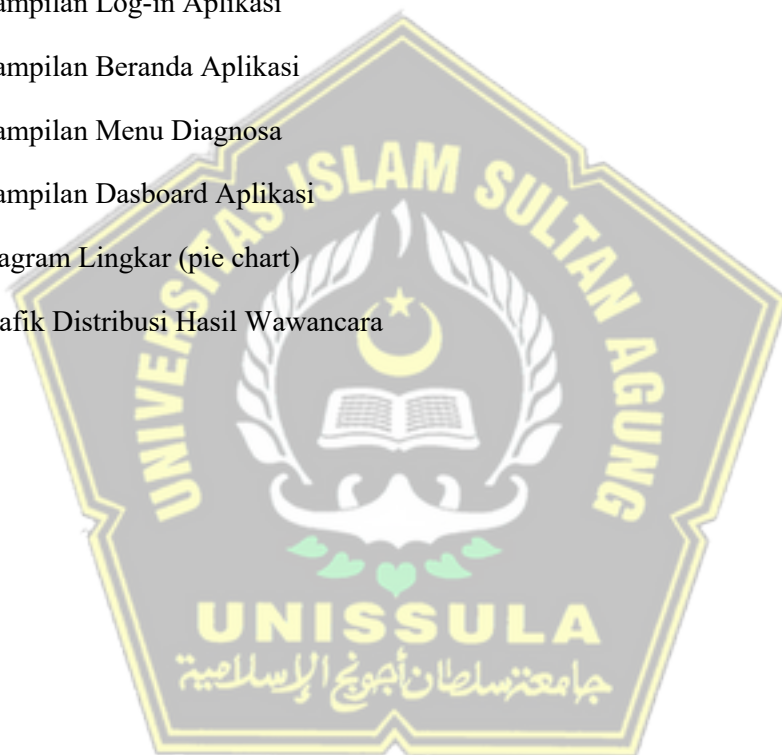 ampilan Log-in Aplikasi
ampilan Beranda Aplikasi
ampilan Menu Diagnosa
ampilan Dasboard Aplikasi
agram Lingkar (pie chart)
afik Distribusi Hasil Wawancara
UNIVERSITAS ISLAM SULTAN AGUNG
UNISSULA
جامعة سلطان أجونج الإسلامية